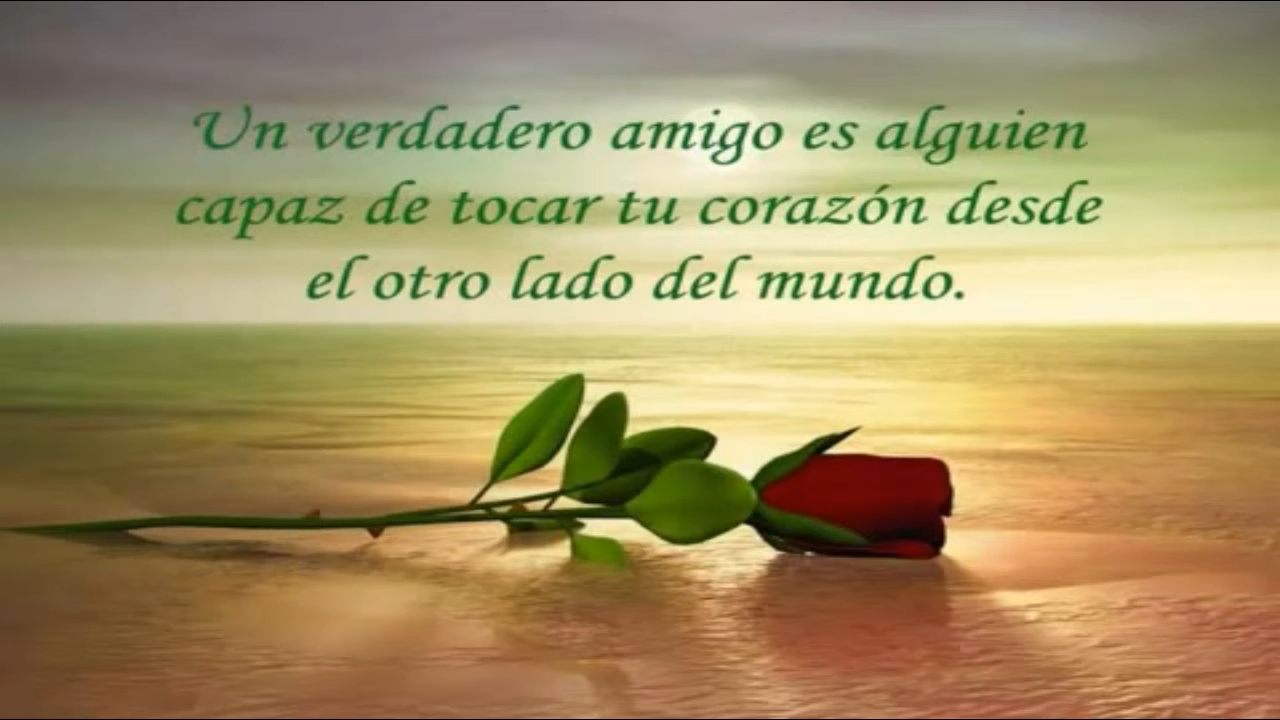 Un verdadero amigo es alguien
capaz de tocar tu corazón desde
el otro lado del mundo.